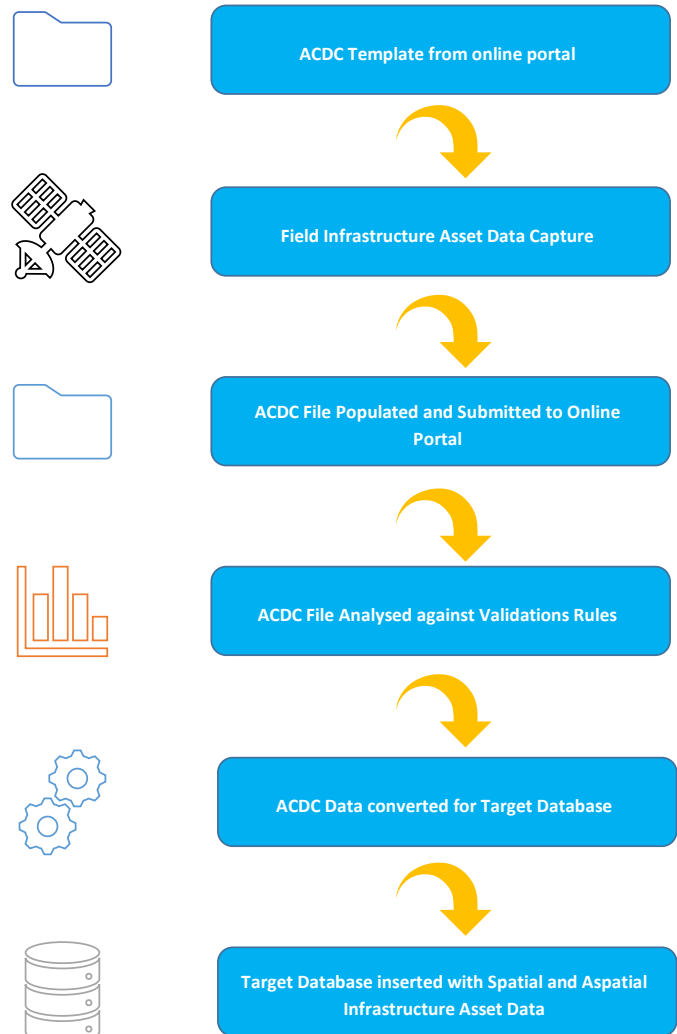 ACDC Template from online portal
Field Infrastructure Asset Data Capture
ACDC File Populated and Submitted to Online
Portal
ACDC File Analysed against Validations Rules
ACDC Data converted for Target Database
Target Database inserted with Spatial and Aspatial
Infrastructure Asset Data